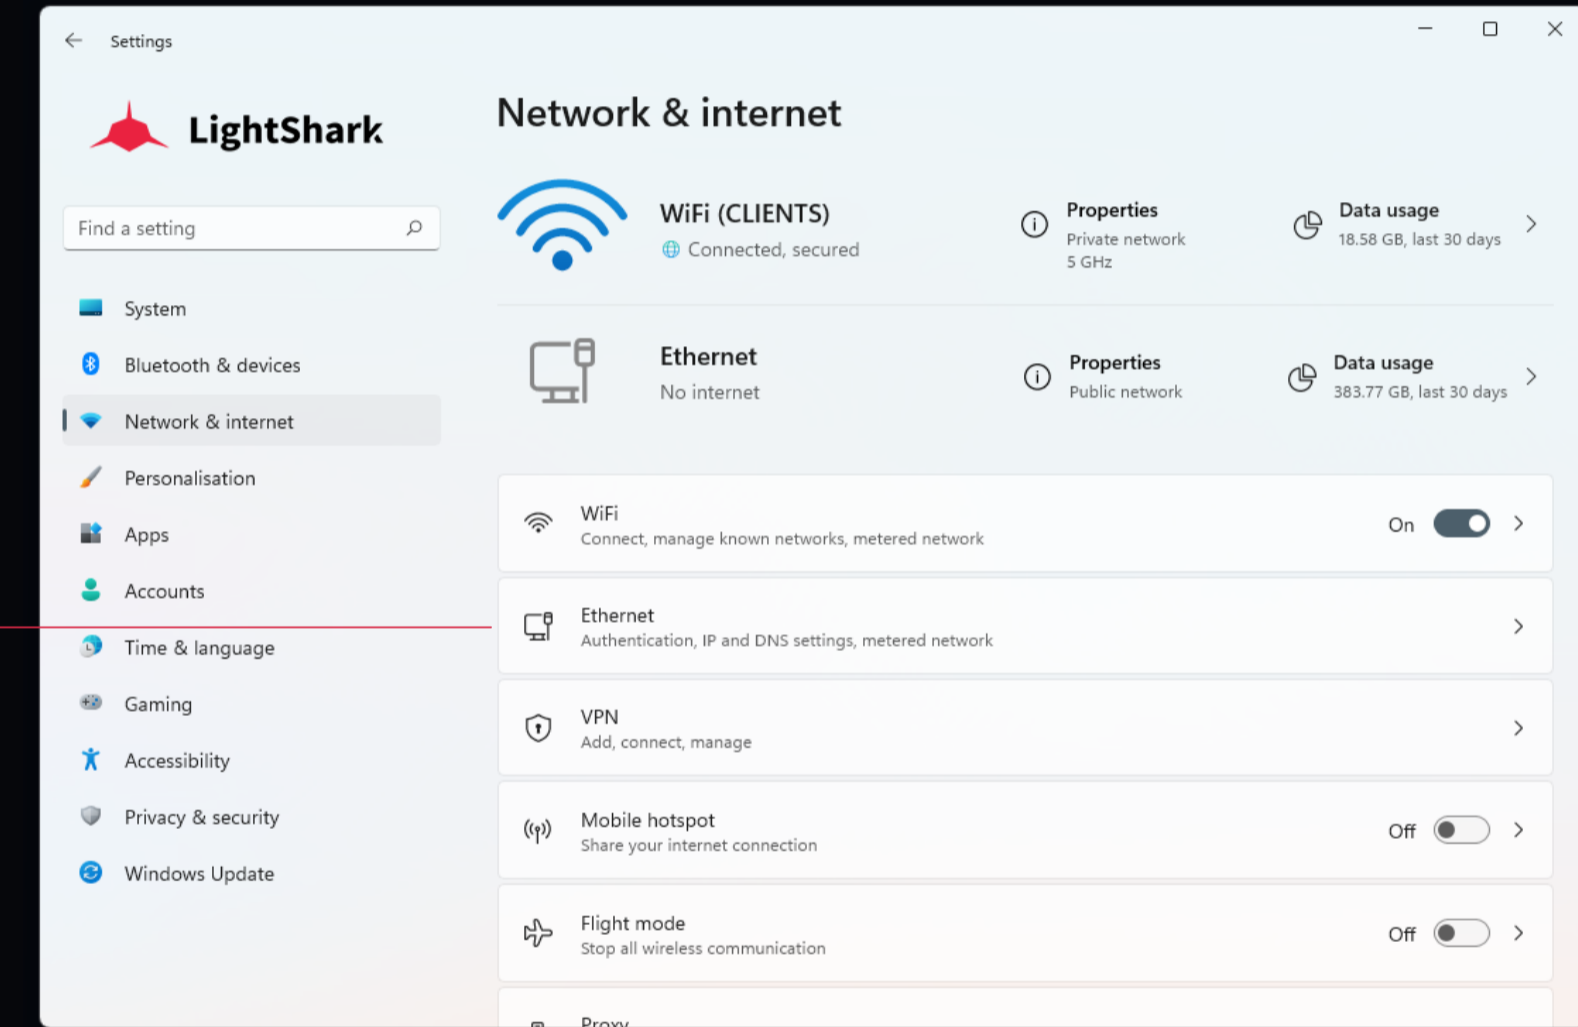 Settings
LightShark
Find a setting
System
Bluetooth & devices
Network & internet
Personalisation
Apps
Accounts
Time & language
Gaming
Accessibility
Privacy & security
Windows Update
Network & internet
WiFi (CLIENTS)
Connected, secured
Properties
Private network
5 GHz
Data usage
18.58 GB, last 30 days
Ethernet
No internet
Properties
Public network
Data usage
383.77 GB, last 30 days
WiFi
Connect, manage known networks, metered network
On
Ethernet
Authentication, IP and DNS settings, metered network
VPN
Add, connect, manage
Mobile hotspot
Share your internet connection
Off
Flight mode
Stop all wireless communication
Off
Proxy